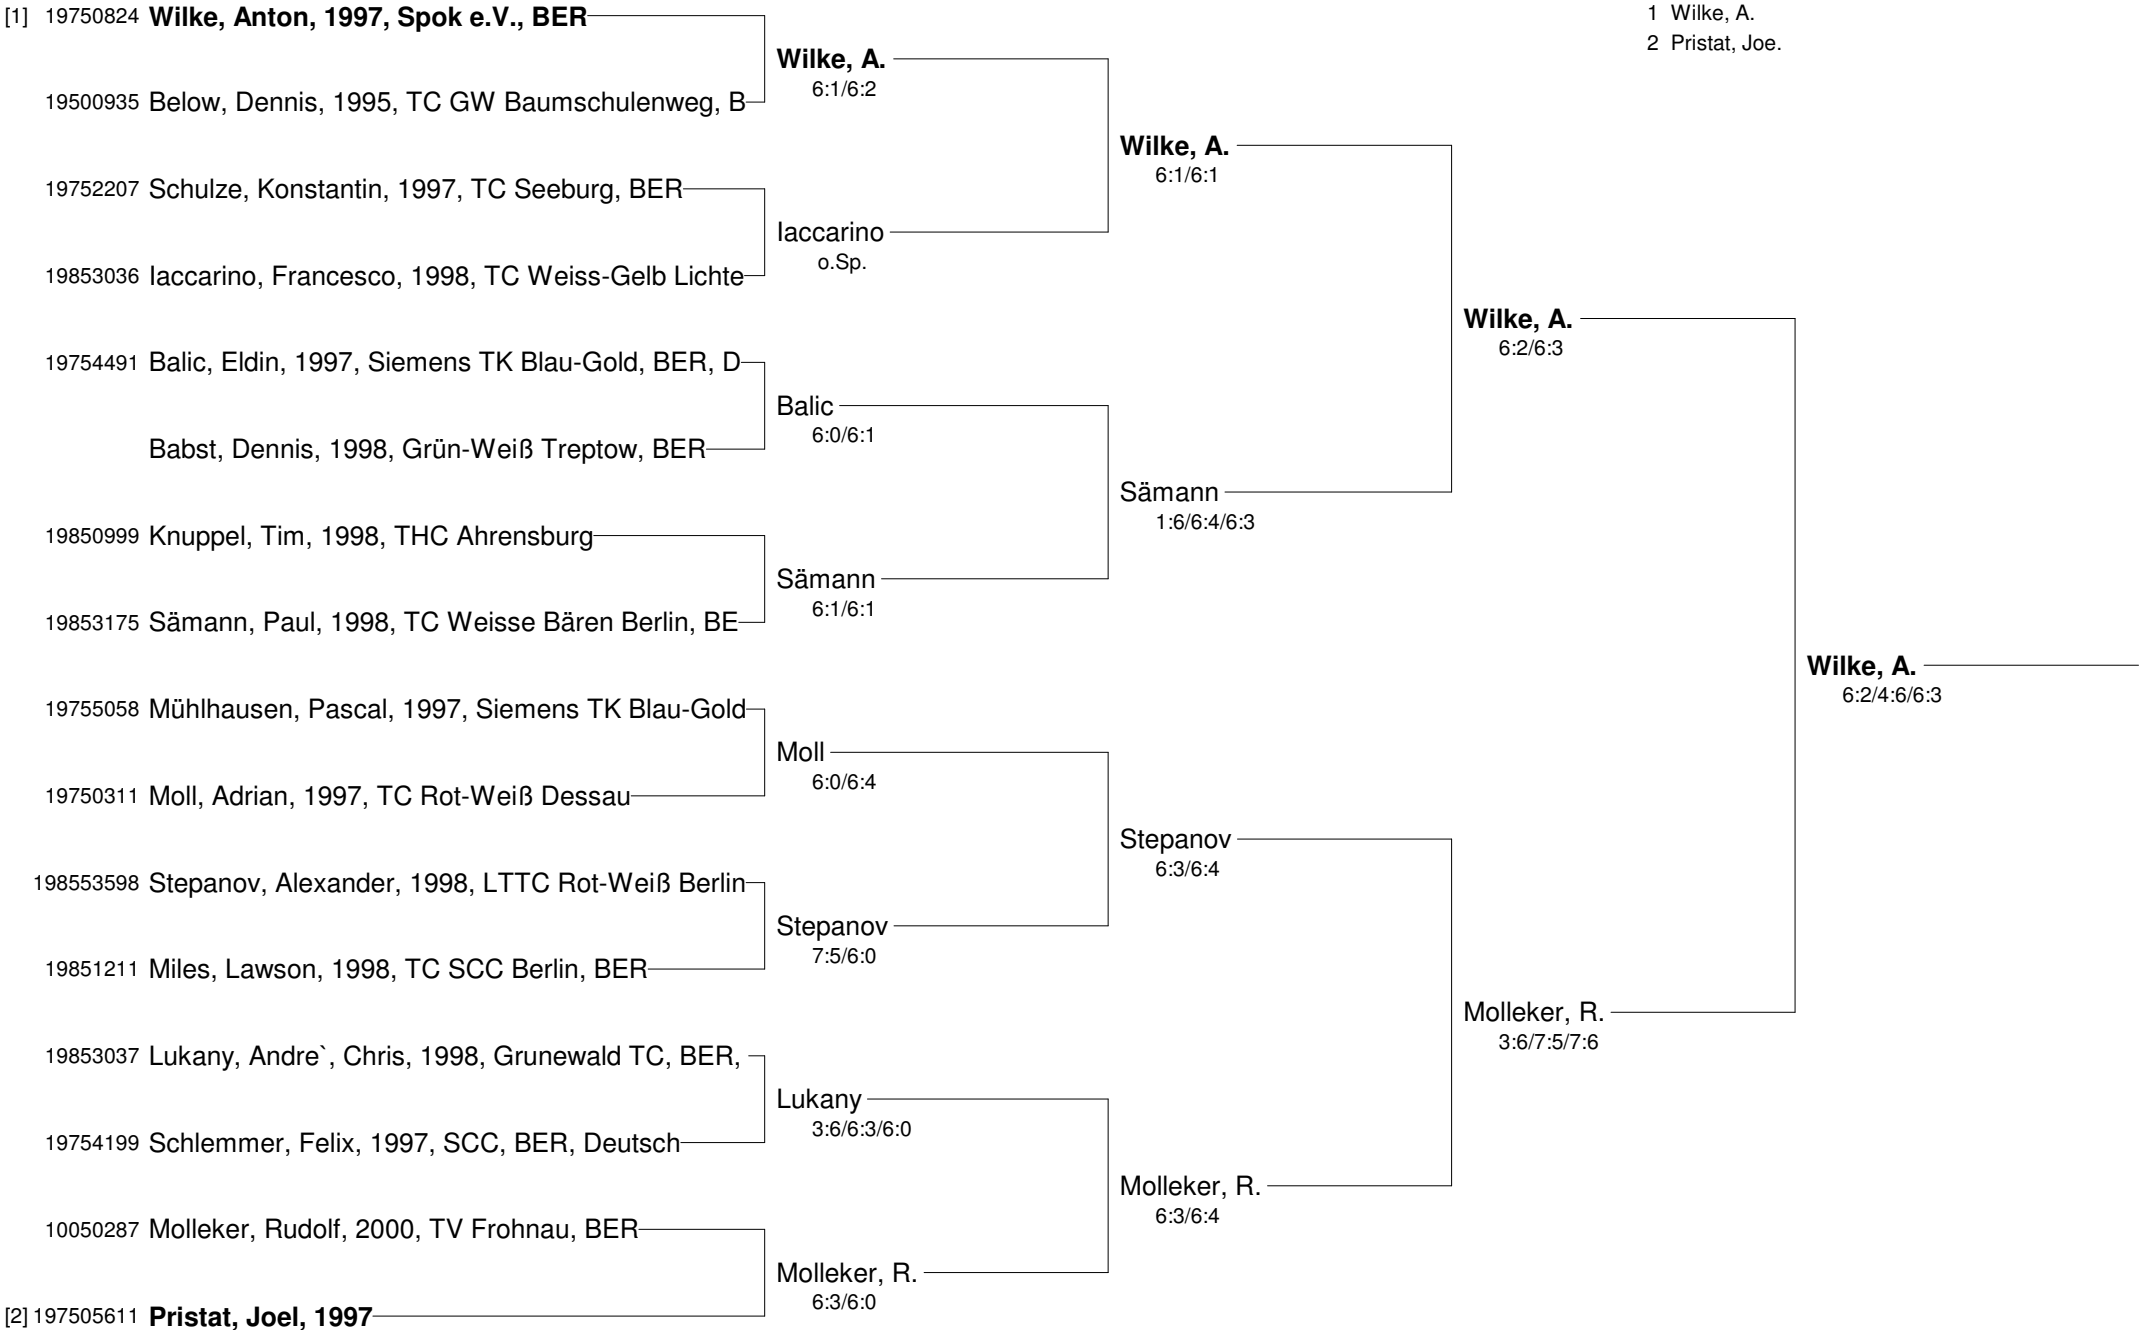 [1] 19750824 Wilke, Anton, 1997, Spok e.V., BER
1 Wilke, A.
2 Pristat, Joe.
Wilke, A.
6:1/6:2
19500935 Below, Dennis, 1995, TC GW Baumschulenweg, B
Wilke, A.
6:1/6:1
19752207 Schulze, Konstantin, 1997, TC Seeburg, BER
Iaccarino
o.Sp.
19853036 Iaccarino, Francesco, 1998, TC Weiss-Gelb Lichte
Wilke, A.
6:2/6:3
19754491 Balic, Eldin, 1997, Siemens TK Blau-Gold, BER, D
Balic
6:0/6:1
Babst, Dennis, 1998, Grün-Weiß Treptow, BER
Sämann
1:6/6:4/6:3
19850999 Knuppel, Tim, 1998, THC Ahrensburg
Sämann
6:1/6:1
19853175 Sämann, Paul, 1998, TC Weisse Bären Berlin, BE
Wilke, A.
6:2/4:6/6:3
19755058 Mühlhausen, Pascal, 1997, Siemens TK Blau-Gold
Moll
6:0/6:4
19750311 Moll, Adrian, 1997, TC Rot-Weiß Dessau
Stepanov
6:3/6:4
198553598 Stepanov, Alexander, 1998, LTTC Rot-Weiß Berlin
Stepanov
7:5/6:0
19851211 Miles, Lawson, 1998, TC SCC Berlin, BER
Molleker, R.
3:6/7:5/7:6
19853037 Lukany, Andre`, Chris, 1998, Grunewald TC, BER,
Lukany
3:6/6:3/6:0
19754199 Schlemmer, Felix, 1997, SCC, BER, Deutsch
Molleker, R.
6:3/6:4
10050287 Molleker, Rudolf, 2000, TV Frohnau, BER
Molleker, R.
6:3/6:0
[2] 197505611 Pristat, Joel, 1997